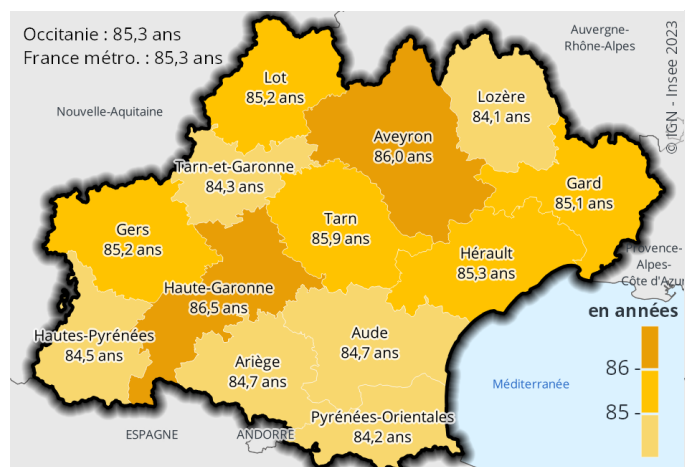 Occitanie : 85,3 ans
France métro. : 85,3 ans
Auvergne-
Rhône-Alpes
© IGN - Insee 2023
Nouvelle-Aquitaine
Lot
85,2 ans
Lozère
84,1 ans
Aveyron
86,0 ans
Tarn-et-Garonne
84,3 ans
Gard
85,1 ans
Gers
85,2 ans
Tarn
85,9 ans
Hérault
85,3 ans
Provence-
Alpes-
Côte d'Azur
Haute-Garonne
86,5 ans
en années
Hautes-Pyrénées
84,5 ans
Aude
84,7 ans
Ariège
84,7 ans
86
85
Méditerranée
Pyrénées-Orientales
84,2 ans
ESPAGNE
ANDORRE